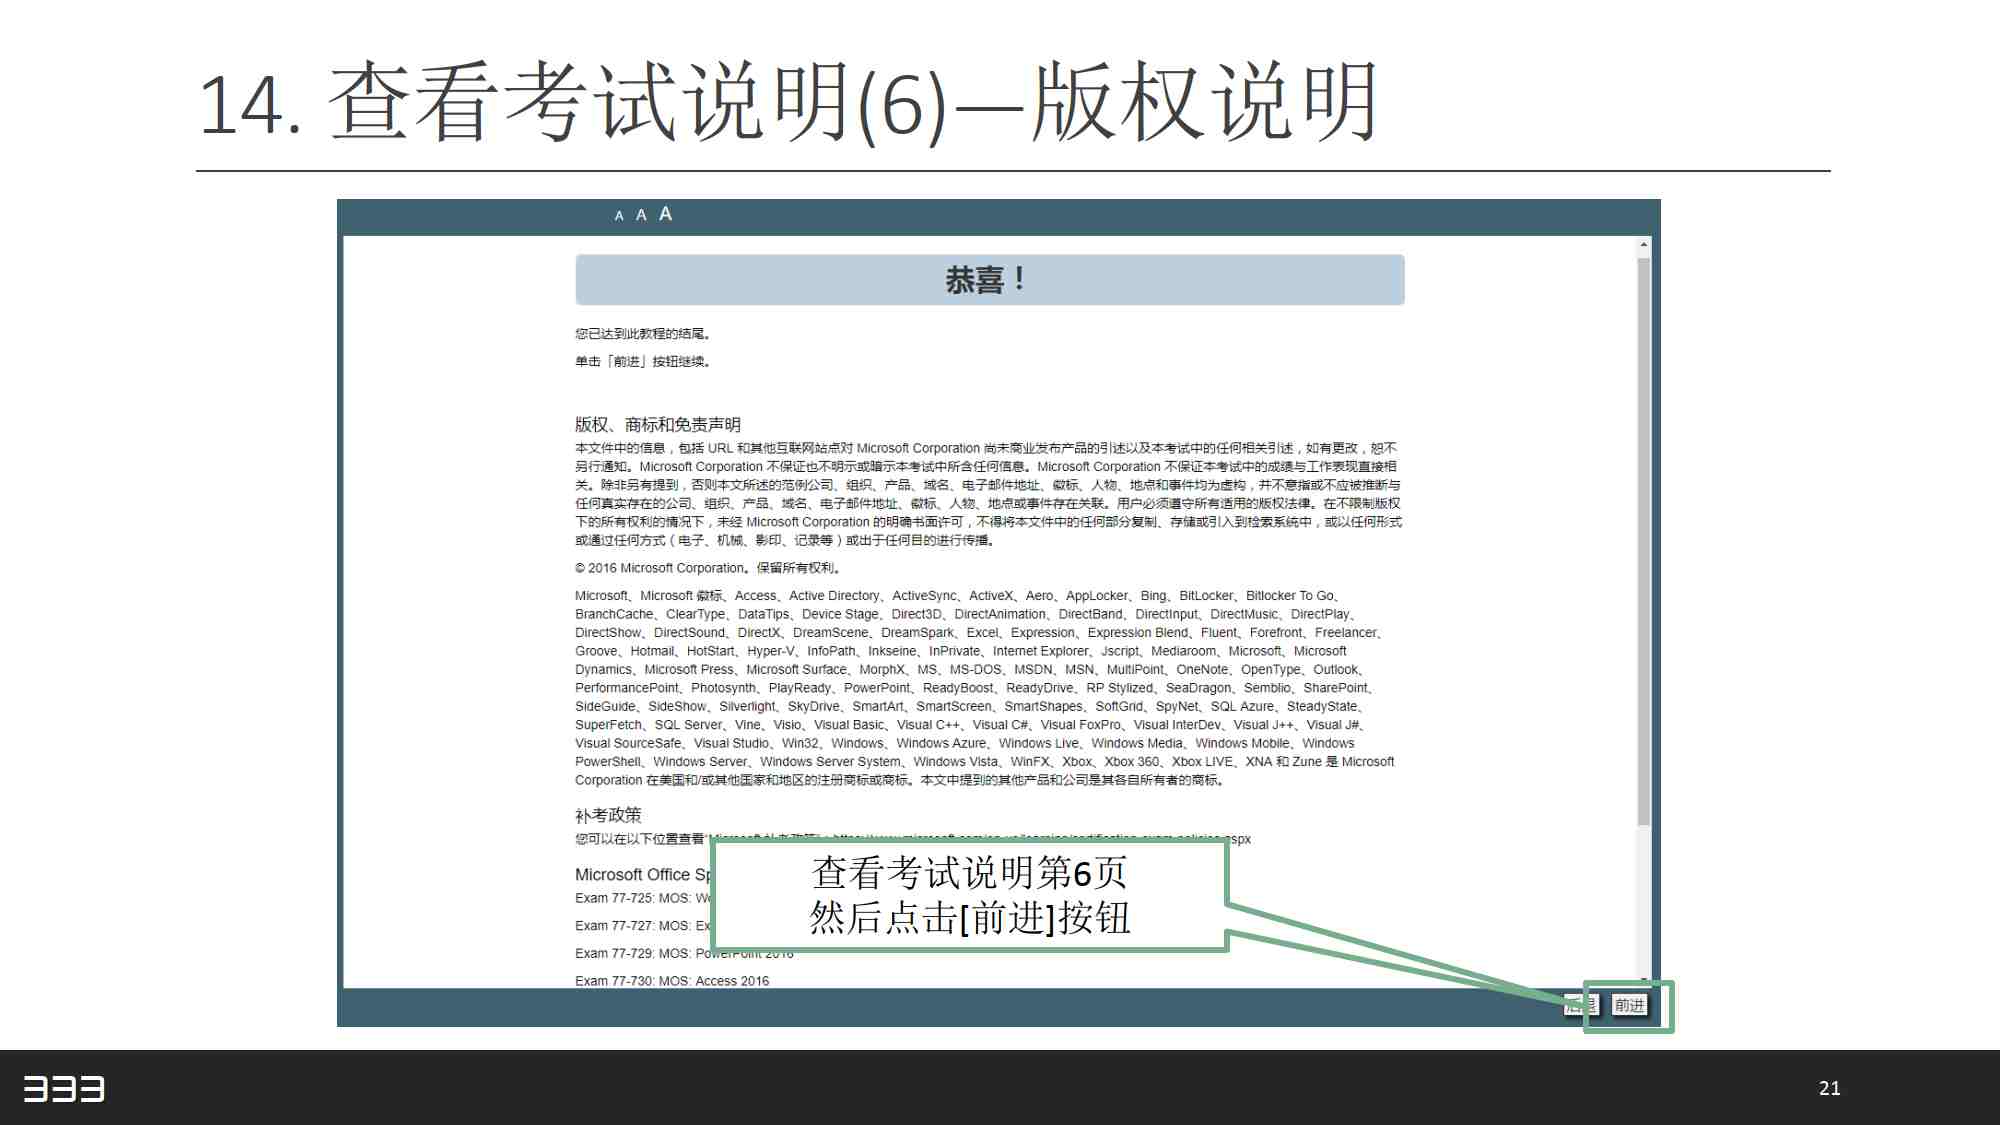 14. 查看考试说明(6)—版权说明
A A A
恭喜！
您已达到此教程的结尾。
单击「前进」按钮继续。
版权、商标和免责声明
本文件中的信息，包括 URL 和其他互联网站点对 Microsoft Corporation 尚未商业发布产品的引述以及本考试中的任何相关引述，如有更改，恕不
另行通知。Microsoft Corporation 不保证也不明示或暗示本考试中所含任何信息。Microsoft Corporation 不保证本考试中的成绩与工作表现直接相
关。除非另有提到，否则本文所述的范例公司、组织、产品、域名、电子邮件地址、徽标、人物、地点和事件均为虚构，并不意指或不应被推断与
任何真实存在的公司、组织、产品、域名、电子邮件地址、徽标、人物、地点或事件存在关联。用户必须遵守所有适用的版权法律。在不限制版权
下的所有权利的情况下，未经 Microsoft Corporation 的明确书面许可，不得将本文件中的任何部分复制、存储或引入到检索系统中，或以任何形式
或通过任何方式（电子、机械、影印、记录等）或出于任何目的进行传播。
© 2016 Microsoft Corporation。保留所有权利。
Microsoft、Microsoft 徽标、Access、Active Directory、ActiveSync、ActiveX、Aero、AppLocker、Bing、BitLocker、Bitlocker To Go、
BranchCache、ClearType、DataTips、Device Stage、Direct3D、DirectAnimation、DirectBand、DirectInput、DirectMusic、DirectPlay、
DirectShow、DirectSound、DirectX、DreamScene、DreamSpark、Excel、Expression、Expression Blend、Fluent、Forefront、Freelancer、
Groove、Hotmail、HotStart、Hyper-V、InfoPath、Inkseine、InPrivate、Internet Explorer、Jscript、Mediaroom、Microsoft、Microsoft
Dynamics、Microsoft Press、Microsoft Surface、MorphX、MS、MS-DOS、MSDN、MSN、MultiPoint、OneNote、OpenType、Outlook、
PerformancePoint、Photosynth、PlayReady、PowerPoint、ReadyBoost、ReadyDrive、RP Stylized、SeaDragon、Semblio、SharePoint、
SideGuide、SideShow、Silverlight、SkyDrive、SmartArt、SmartScreen、SmartShapes、SoftGrid、SpyNet、SQL Azure、SteadyState、
SuperFetch、SQL Server、Vine、Visio、Visual Basic、Visual C++、Visual C#、Visual FoxPro、Visual InterDev、Visual J++、Visual J#、
Visual SourceSafe、Visual Studio、Win32、Windows、Windows Azure、Windows Live、Windows Media、Windows Mobile、Windows
PowerShell、Windows Server、Windows Server System、Windows Vista、WinFX、Xbox、Xbox 360、Xbox LIVE、XNA 和 Zune 是 Microsoft
Corporation 在美国和/或其他国家和地区的注册商标或商标。本文中提到的其他产品和公司是其各自所有者的商标。
补考政策
您可以在以下位置查看
Microsoft Office
Exam 77-725: MOS:
Exam 77-727: MOS:
Exam 77-729: MOS: PowerPoint 2016
Exam 77-730: MOS: Access 2016
查看考试说明第6页
然后点击[前进]按钮
后退 前进
333
21